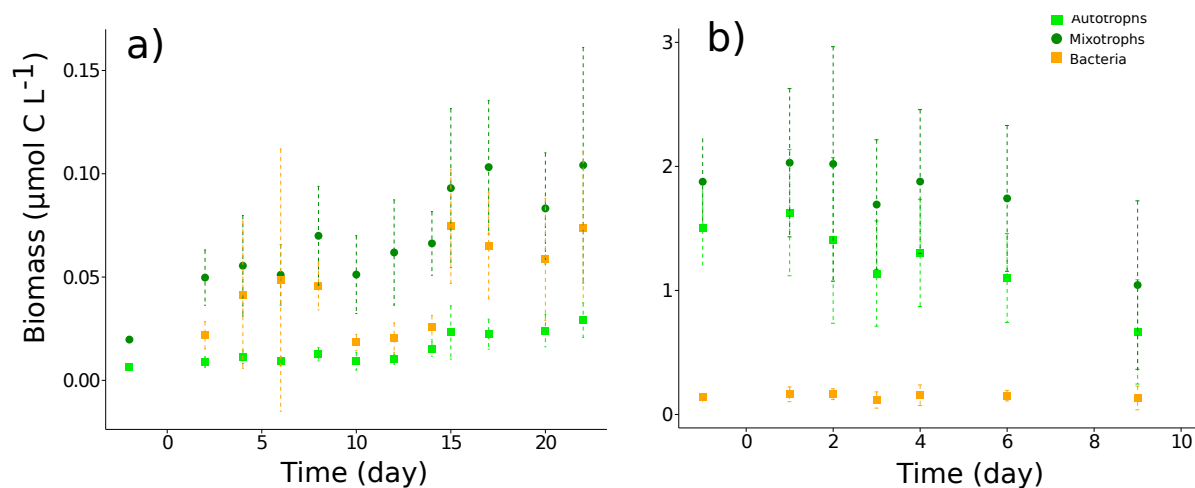 a)
Biomass (μmol C L-1)
0.15
0.10
0.05
0.00
0
5
10
15
20
Time (day)
b)
Autotrophs
Mixotrophs
Bacteria
3
2
1
0
0
2
4
6
8
10
Time (day)